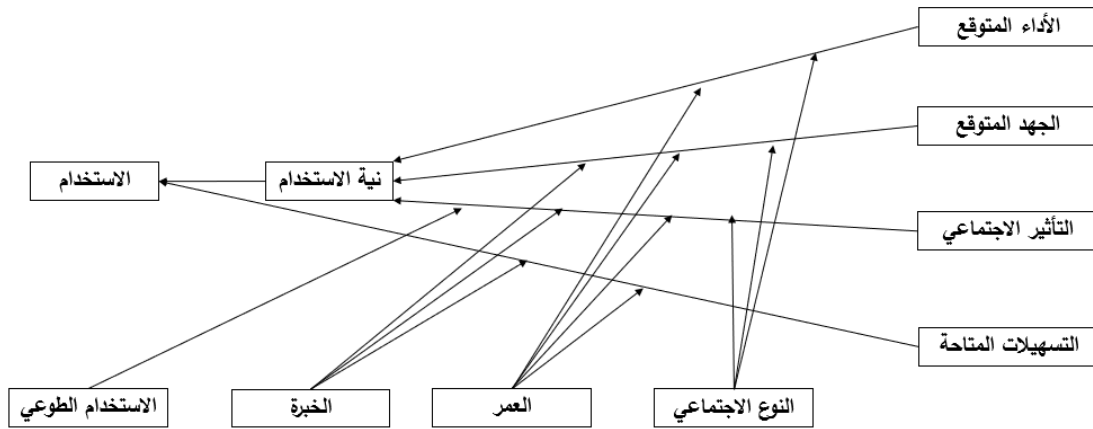 الأداء المتوقع
الجهد المتوقع
نية الاستخدام
الاستخدام
التأثير الاجتماعي
التسهيلات المتاحة
النوع الاجتماعي
العمر
الخبرة
الاستخدام الطوعي